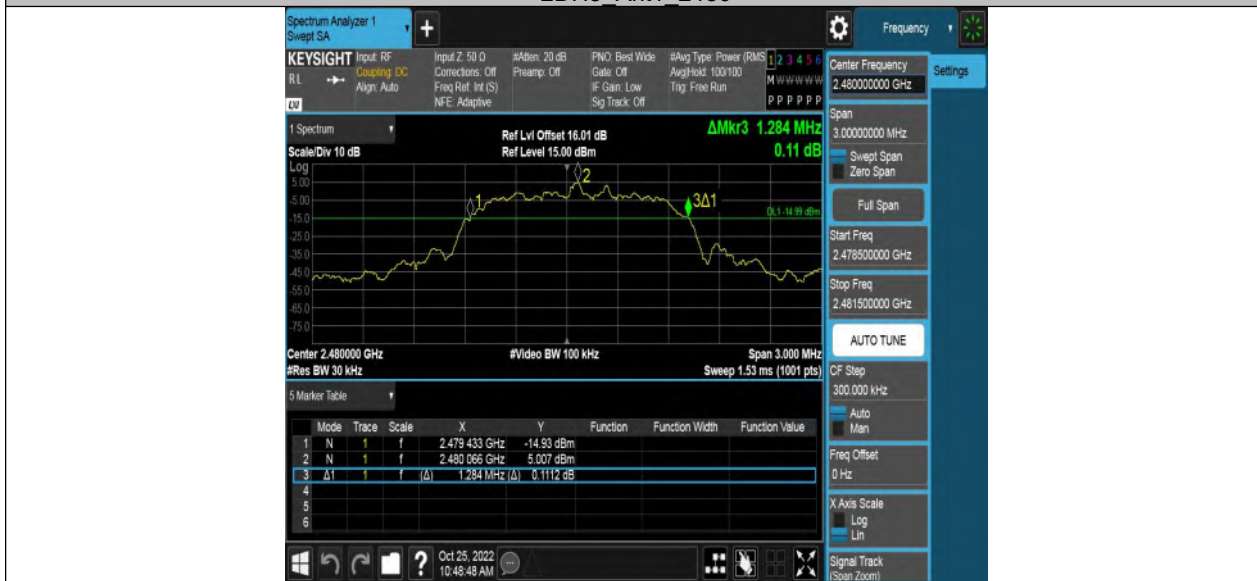 Spectrum Analyzer 1
Swept SA
+
Frequency
KEYSIGHT
RL
LXI
Input: RF
Coupling: DC
Align: Auto
Input Z: 50 Ω
Corrections: Off
Freq Ref: Int (S)
NFE: Adaptive
#Atten: 20 dB
Preamp: Off
PNO: Best Wide
Gate: Off
IF Gain: Low
Sig Track: Off
#Avg Type: Power (RMS
Avg|Hold: 100/100
Trig: Free Run
1 2 3 4 5 6
M W W W W W
P P P P P P
Center Frequency
2.480000000 GHz
Settings
Span
3.00000000 MHz
Swept Span
Zero Span
Full Span
Start Freq
2.478500000 GHz
Stop Freq
2.481500000 GHz
AUTO TUNE
CF Step
300.000 kHz
Auto
Man
Freq Offset
0 Hz
X Axis Scale
Log
Lin
Signal Track
(Span Zoom)
1 Spectrum
Scale/Div 10 dB
Ref Lvl Offset 16.01 dB
Ref Level 15.00 dBm
ΔMkr3 1.284 MHz
0.11 dB
Log
5.00
-5.00
-15.0
-25.0
-35.0
-45.0
-55.0
-65.0
-75.0
1
2
3Δ1
DL1 -14.99 dBm
Center 2.480000 GHz
#Res BW 30 kHz
#Video BW 100 kHz
Span 3.000 MHz
Sweep 1.53 ms (1001 pts)
5 Marker Table
Mode Trace Scale X Y Function Function Width Function Value
1 N 1 f 2.479 433 GHz -14.93 dBm
2 N 1 f 2.480 066 GHz 5.007 dBm
3 Δ1 1 f (Δ) 1.284 MHz (Δ) 0.1112 dB
4
5
6
?
Oct 25, 2022
10:48:48 AM